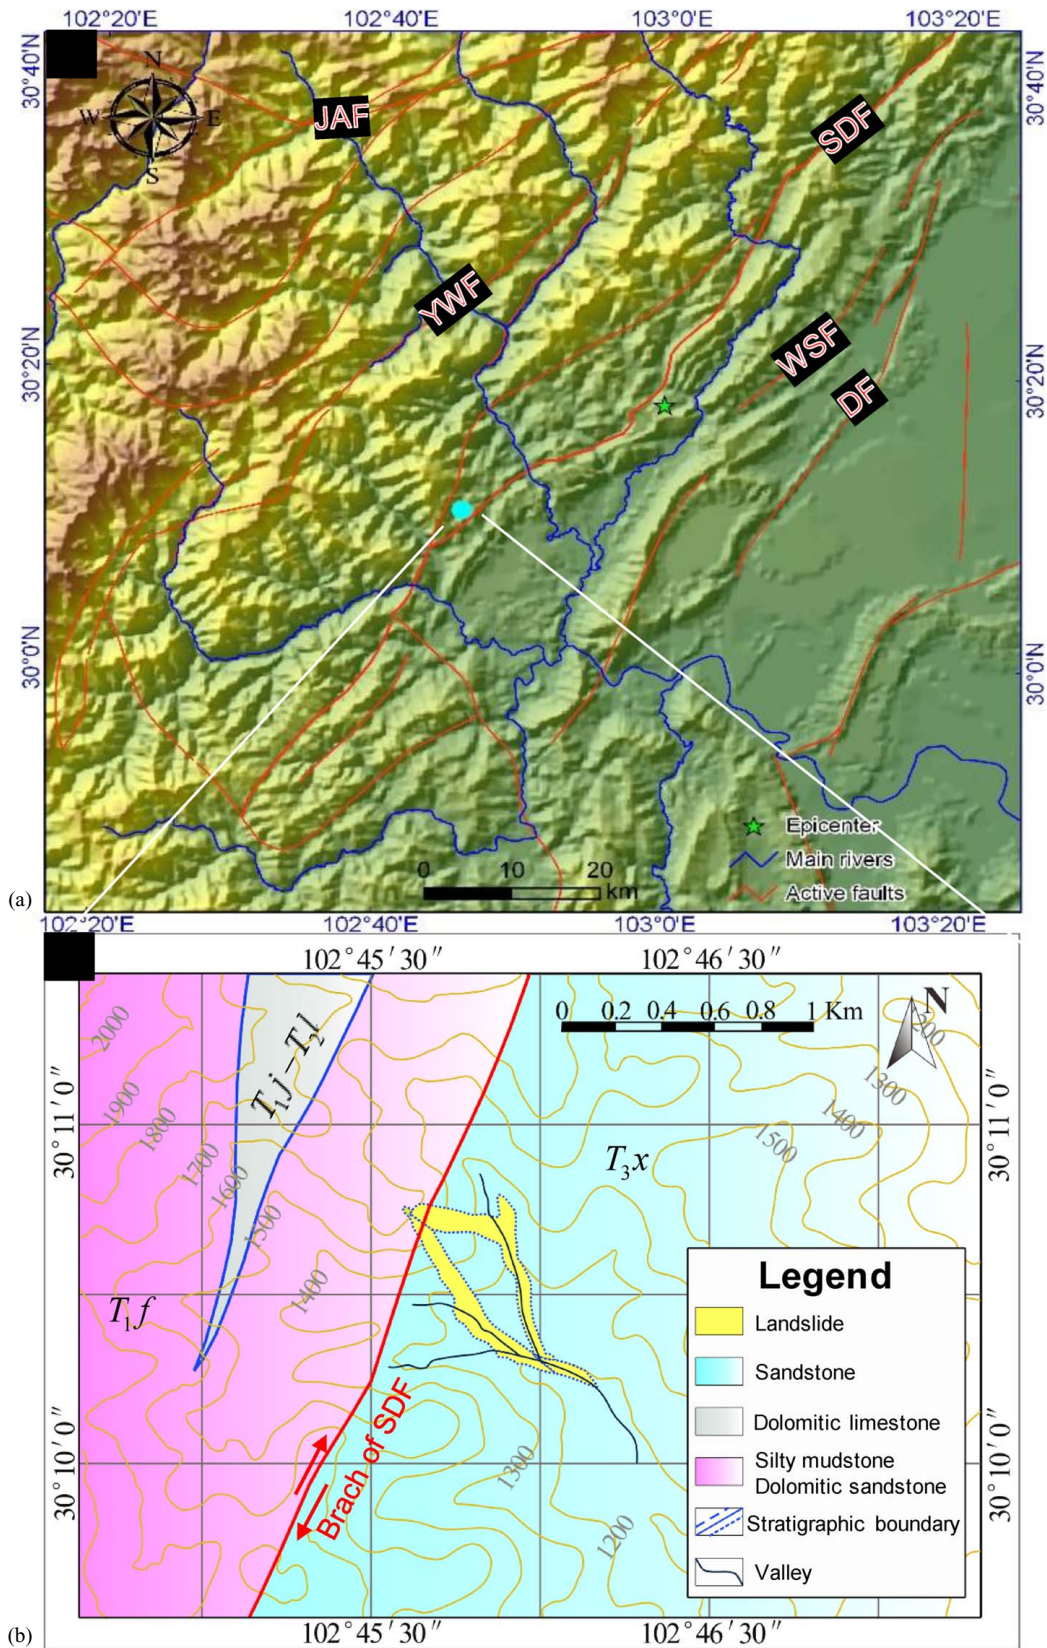 102°20'E 102°40'E 103°0'E 103°20'E
30°40'N
30°40'N
N
W E
S
JAF
SDF
YWF
WSF
DF
30°20'N
30°20'N
30°0'N
30°0'N
Epicenter
Main rivers
Active faults
0 10 20
km
(a)
102°20'E 102°40'E 103°0'E 103°20'E
102°45′30″ 102°46′30″
0 0.2 0.4 0.6 0.8 1 Km
N
2000
1900
1800
1700
1600
1500
1400
T₁j–T₂l
200
1300
1400
1500
30°11′0″
30°11′0″
T₃x
T₁f
Legend
Landslide
Sandstone
Dolomitic limestone
Silty mudstone
Dolomitic sandstone
Stratigraphic boundary
Valley
Brach of SDF
1300
1200
30°10′0″
30°10′0″
102°45′30″ 102°46′30″
(b)